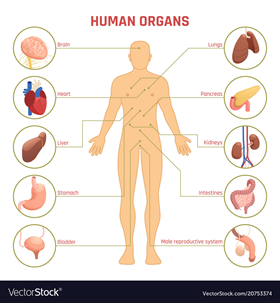 HUMAN ORGANS
Brain
Lungs
Heart
Pancreas
Liver
Kidneys
Stomach
Intestines
Bladder
Male reproductive system
VectorStock®
VectorStock.com/20753374